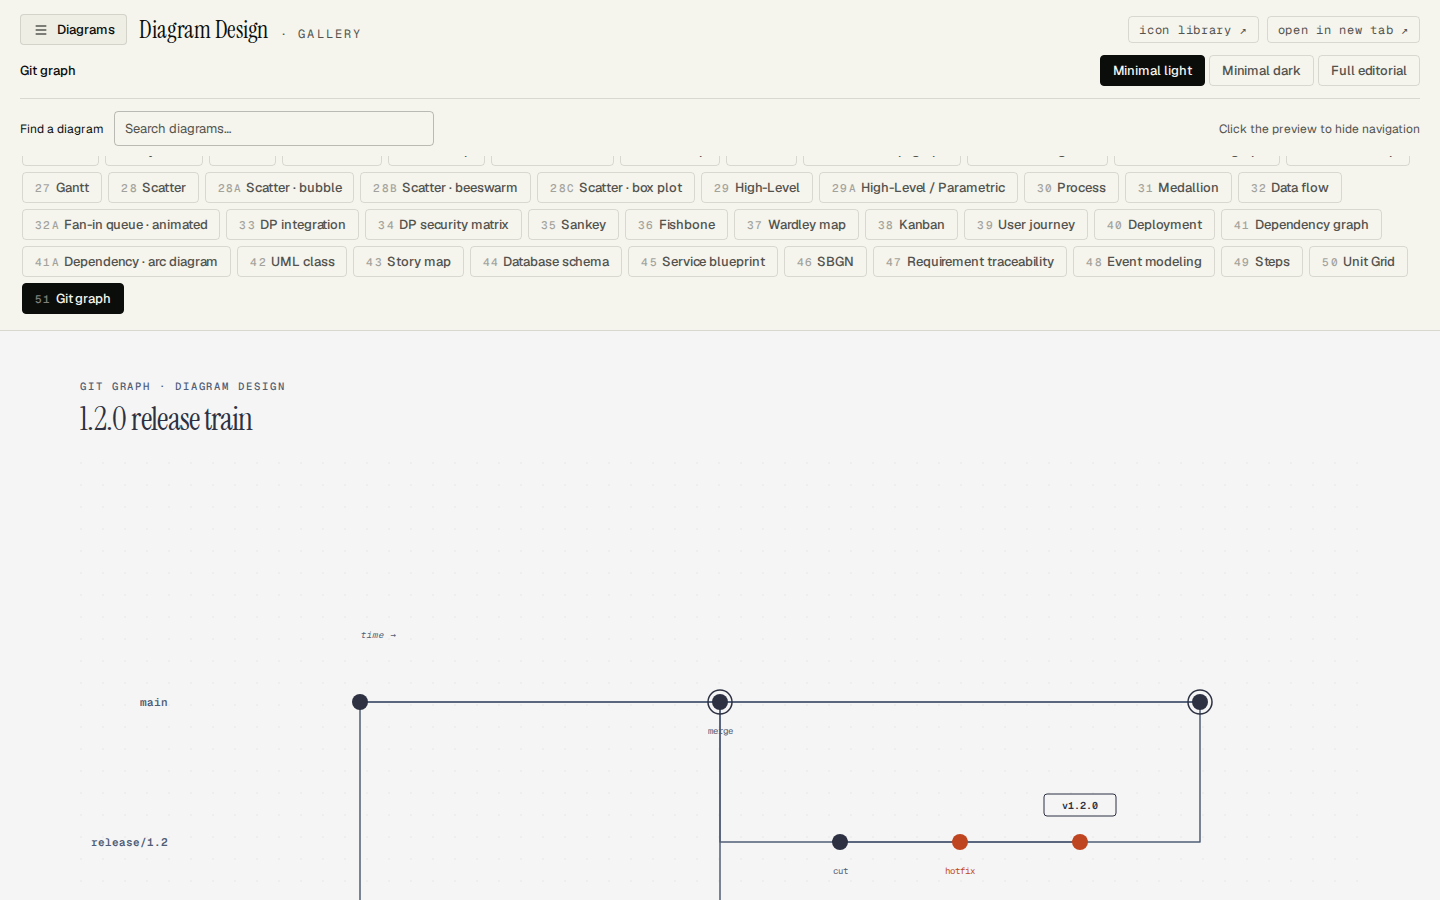 Diagrams
Diagram Design · GALLERY
icon library ↗
open in new tab ↗
Git graph
Minimal light
Minimal dark
Full editorial
Find a diagram
Search diagrams…
Click the preview to hide navigation
27 Gantt
28 Scatter
28A Scatter · bubble
28B Scatter · beeswarm
28C Scatter · box plot
29 High-Level
29A High-Level / Parametric
30 Process
31 Medallion
32 Data flow
32A Fan-in queue · animated
33 DP integration
34 DP security matrix
35 Sankey
36 Fishbone
37 Wardley map
38 Kanban
39 User journey
40 Deployment
41 Dependency graph
41A Dependency · arc diagram
42 UML class
43 Story map
44 Database schema
45 Service blueprint
46 SBGN
47 Requirement traceability
48 Event modeling
49 Steps
50 Unit Grid
51 Git graph
GIT GRAPH · DIAGRAM DESIGN
1.2.0 release train
time →
main
merge
v1.2.0
release/1.2
cut
hotfix